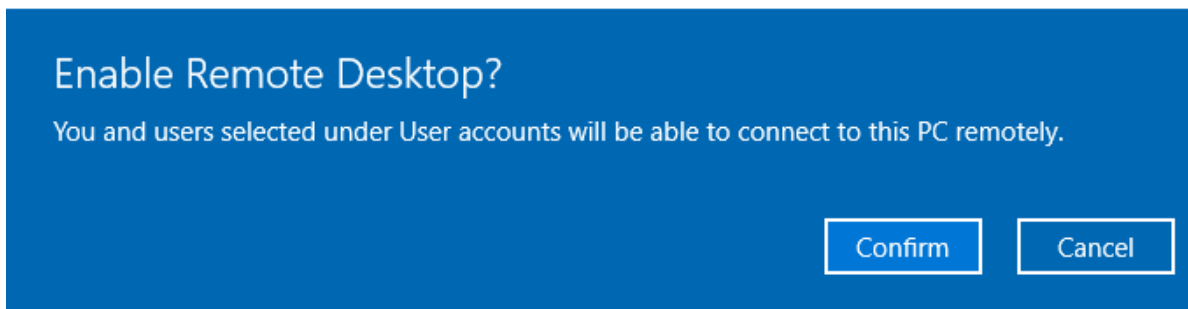 Enable Remote Desktop?
You and users selected under User accounts will be able to connect to this PC remotely.
Confirm
Cancel